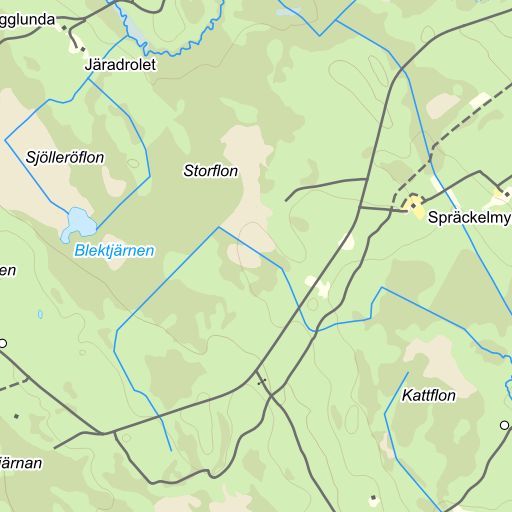 gglunda
Järadrolet
Sjölleröflon
Storflon
Spräckelmy
Blektjärnen
en
Kattflon
järnan